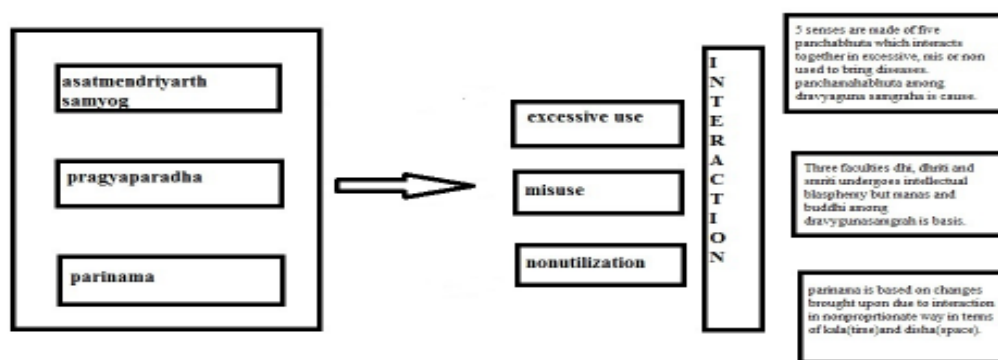 asatmendriyarth
samyog
pragyaparadha
parinama
excessive use
misuse
nonutilization
INTERACTION
5 senses are made of five
panchabhuta which interacts
together in excessive, mis or non
used to bring diseases.
panchamahabhuta among
dravyaguna samgraha is cause.
Three faculties dhi, dhriti and
smriti undergoes intellectual
blasphemy but manas and
buddhi among
dravygunasamgrah is basis.
parinama is based on changes
brought upon due to interaction
in nonproprtionate way in terms
of kala(time)and disha(space).